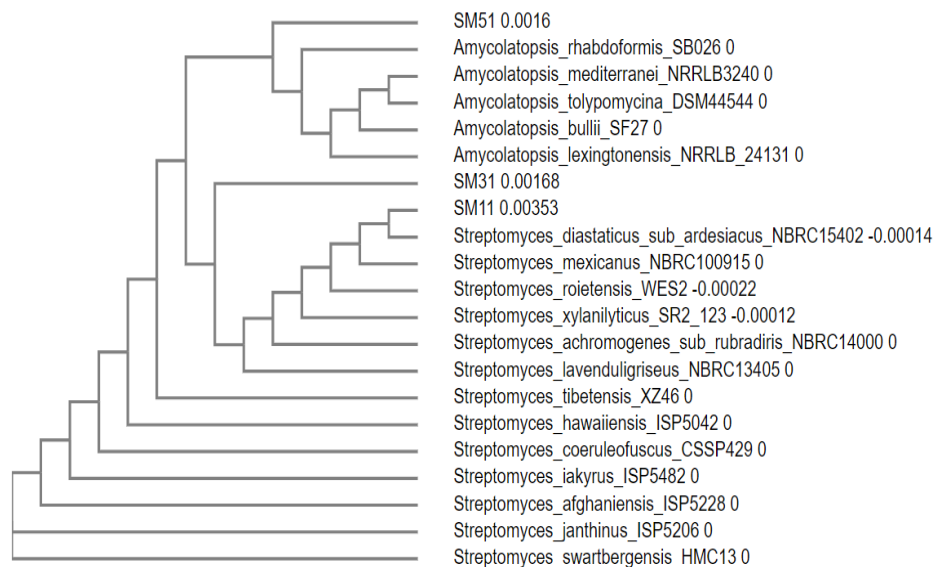 SM51 0.0016
Amycolatopsis_rhabdoformis_SB026 0
Amycolatopsis_mediterranei_NRRLB3240 0
Amycolatopsis_tolypomycina_DSM44544 0
Amycolatopsis_bullii_SF27 0
Amycolatopsis_lexingtonensis_NRRLB_24131 0
SM31 0.00168
SM11 0.00353
Streptomyces_diastaticus_sub_ardesiacus_NBRC15402 -0.00014
Streptomyces_mexicanus_NBRC100915 0
Streptomyces_roietensis_WES2 -0.00022
Streptomyces_xylanilyticus_SR2_123 -0.00012
Streptomyces_achromogenes_sub_rubradiris_NBRC14000 0
Streptomyces_lavenduligriseus_NBRC13405 0
Streptomyces_tibetensis_XZ46 0
Streptomyces_hawaiiensis_ISP5042 0
Streptomyces_coeruleofuscus_CSSP429 0
Streptomyces_iakyrus_ISP5482 0
Streptomyces_afghaniensis_ISP5228 0
Streptomyces_janthinus_ISP5206 0
Streptomyces_swartbergensis_HMC13 0